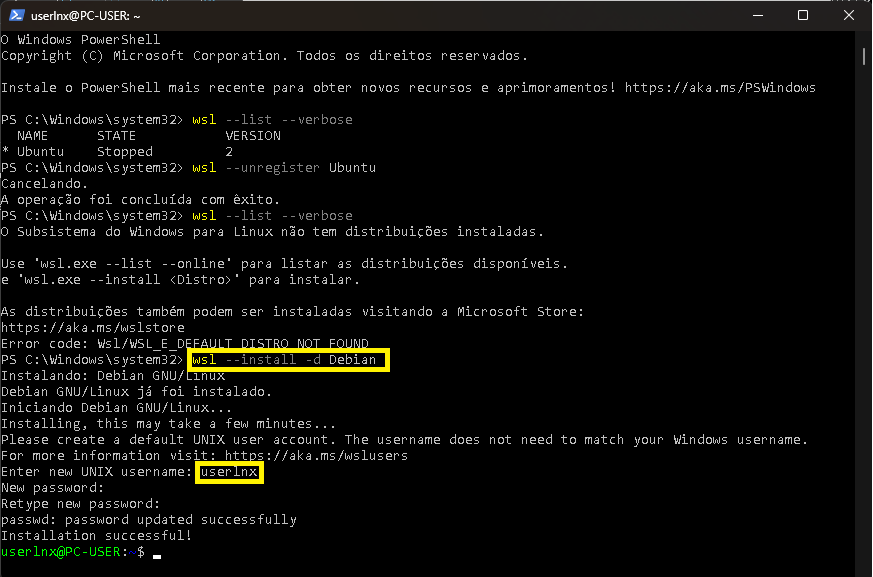 userlnx@PC-USER: ~
O Windows PowerShell
Copyright (C) Microsoft Corporation. Todos os direitos reservados.
Instale o PowerShell mais recente para obter novos recursos e aprimoramentos! https://aka.ms/PSWindows
PS C:\Windows\system32> wsl --list --verbose
  NAME      STATE           VERSION
* Ubuntu    Stopped         2
PS C:\Windows\system32> wsl --unregister Ubuntu
Cancelando.
A operação foi concluída com êxito.
PS C:\Windows\system32> wsl --list --verbose
O Subsistema do Windows para Linux não tem distribuições instaladas.
Use 'wsl.exe --list --online' para listar as distribuições disponíveis.
e 'wsl.exe --install <Distro>' para instalar.
As distribuições também podem ser instaladas visitando a Microsoft Store:
https://aka.ms/wslstore
Error code: Wsl/WSL_E_DEFAULT_DISTRO_NOT_FOUND
PS C:\Windows\system32> wsl --install -d Debian
Instalando: Debian GNU/Linux
Debian GNU/Linux já foi instalado.
Iniciando Debian GNU/Linux...
Installing, this may take a few minutes...
Please create a default UNIX user account. The username does not need to match your Windows username.
For more information visit: https://aka.ms/wslusers
Enter new UNIX username: userlnx
New password:
Retype new password:
passwd: password updated successfully
Installation successful!
userlnx@PC-USER:~$